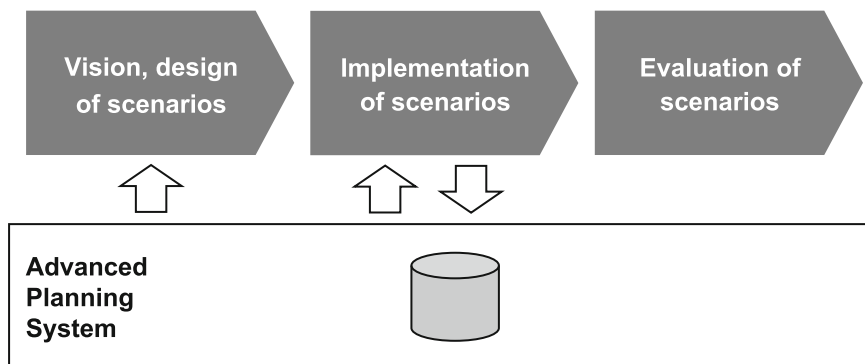 Vision, design
of scenarios
Implementation
of scenarios
Evaluation of
scenarios
Advanced
Planning
System